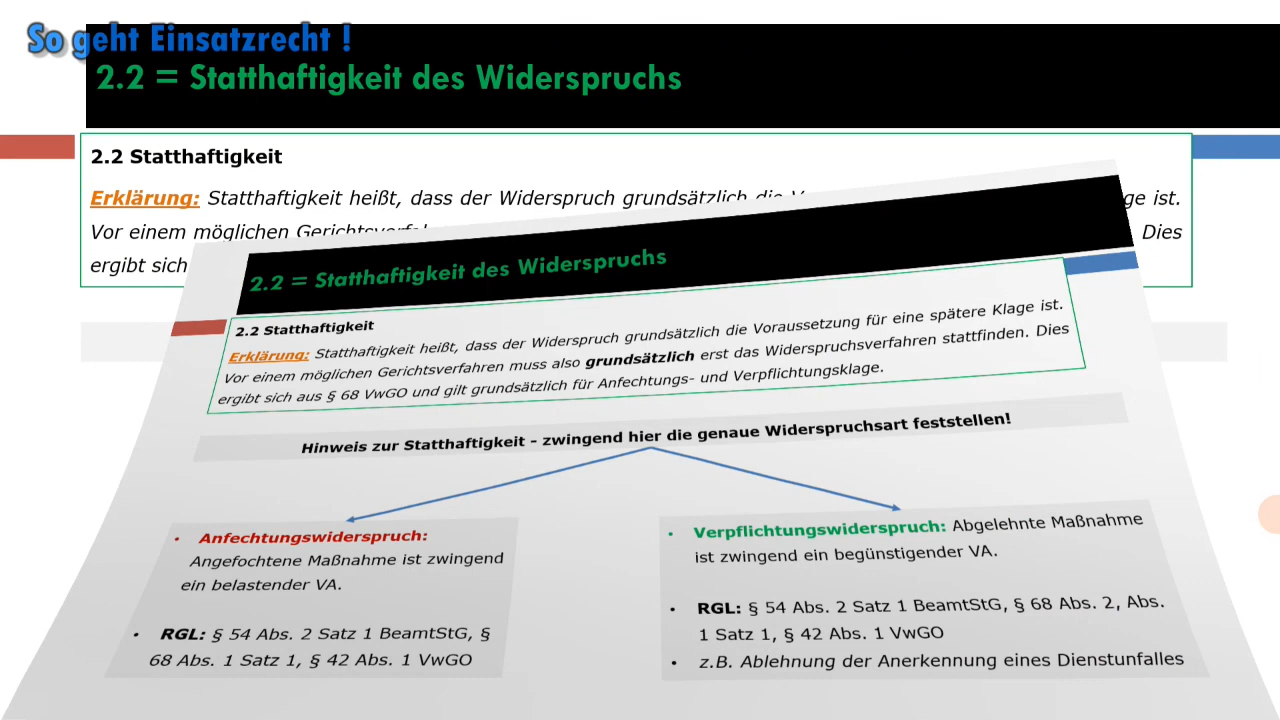 So geht Einsatzrecht !
2.2 = Statthaftigkeit des Widerspruchs
2.2 Statthaftigkeit
Erklärung: Statthaftigkeit heißt, dass der Widerspruch grundsätzlich die ge ist.
Vor einem möglichen Dies
ergibt sich
2.2 = Statthaftigkeit des Widerspruchs
2.2 Statthaftigkeit
Erklärung: Statthaftigkeit heißt, dass der Widerspruch grundsätzlich die Voraussetzung für eine spätere Klage ist.
Vor einem möglichen Gerichtsverfahren muss also grundsätzlich erst das Widerspruchsverfahren stattfinden. Dies
ergibt sich aus § 68 VwGO und gilt grundsätzlich für Anfechtungs- und Verpflichtungsklage.
Hinweis zur Statthaftigkeit - zwingend hier die genaue Widerspruchsart feststellen!
• Anfechtungswiderspruch:
Angefochtene Maßnahme ist zwingend
ein belastender VA.
• RGL: § 54 Abs. 2 Satz 1 BeamtStG, §
68 Abs. 1 Satz 1, § 42 Abs. 1 VwGO
• Verpflichtungswiderspruch: Abgelehnte Maßnahme
ist zwingend ein begünstigender VA.
• RGL: § 54 Abs. 2 Satz 1 BeamtStG, § 68 Abs. 2, Abs.
1 Satz 1, § 42 Abs. 1 VwGO
• z.B. Ablehnung der Anerkennung eines Dienstunfalles